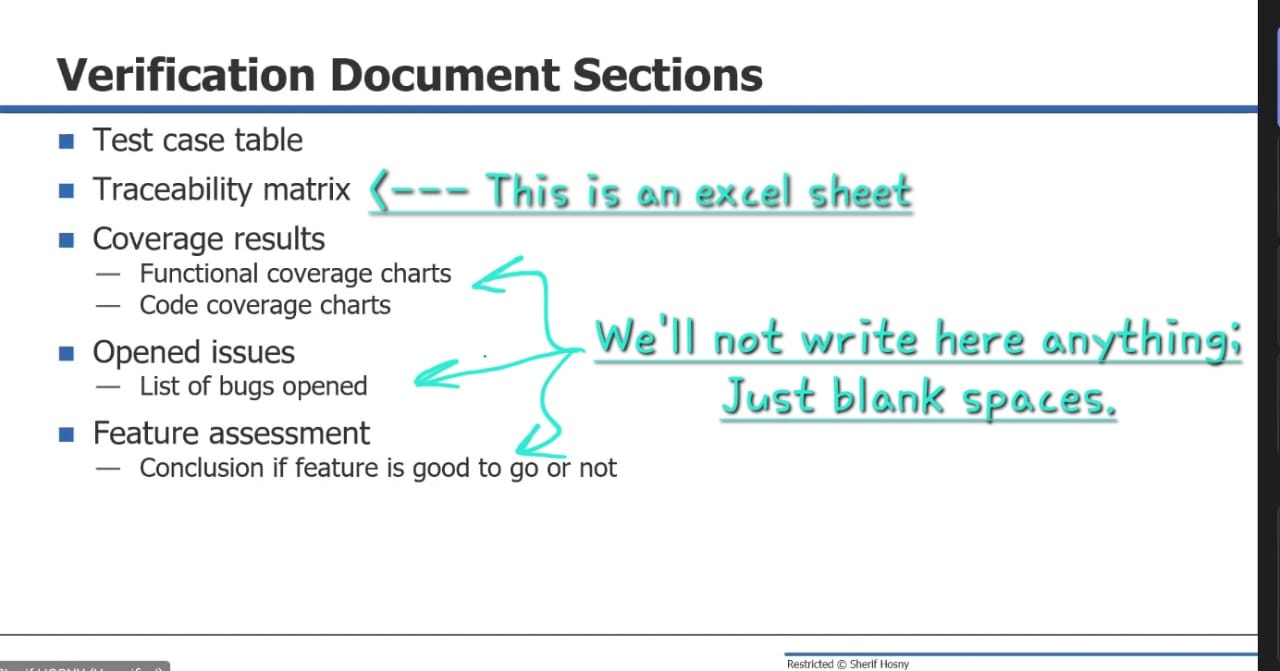 Verification Document Sections
Test case table
Traceability matrix <--- This is an excel sheet
Coverage results
— Functional coverage charts
— Code coverage charts
We'll not write here anything;
Just blank spaces.
Opened issues
— List of bugs opened
Feature assessment
— Conclusion if feature is good to go or not
Restricted © Sherif Hosny